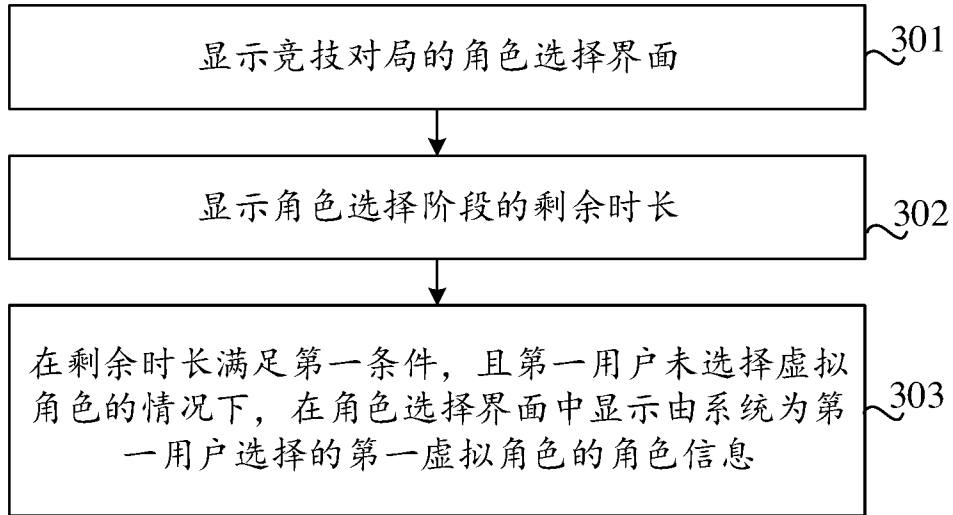 显示竞技对局的角色选择界面
301
显示角色选择阶段的剩余时长
302
在剩余时长满足第一条件，且第一用户未选择虚拟
角色的情况下，在角色选择界面中显示由系统为第
一用户选择的第一虚拟角色的角色信息
303